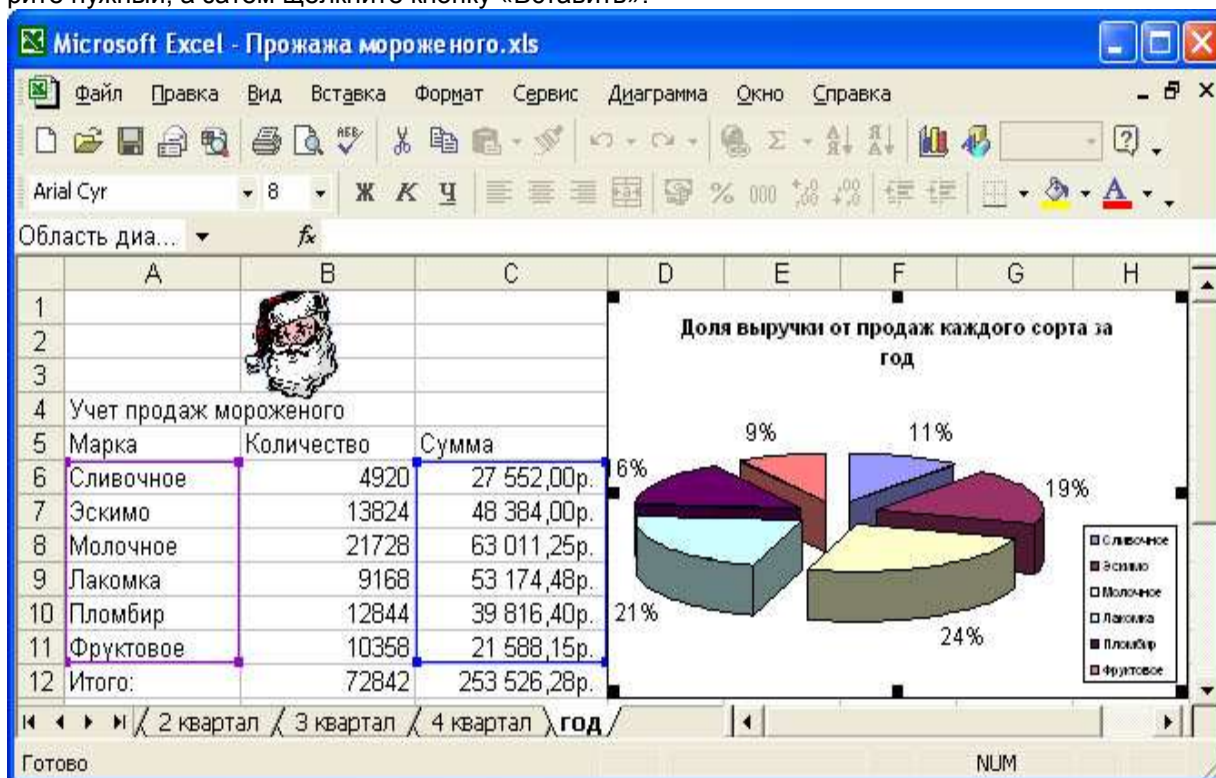 рите нужный, а затем щелкните кнопку «Вставить».
Microsoft Excel - Прожажа мороженого.xls
Файл Правка Вид Вставка Формат Сервис Диаграмма Окно Справка
Arial Cyr 8 Ж К Ч % 000
Область диа... fx
A B C D E F G H
1
2
3
4 Учет продаж мороженого
5 Марка Количество Сумма
6 Сливочное 4920 27 552,00р.
7 Эскимо 13824 48 384,00р.
8 Молочное 21728 63 011,25р.
9 Лакомка 9168 53 174,48р.
10 Пломбир 12844 39 816,40р.
11 Фруктовое 10358 21 588,15р.
12 Итого: 72842 253 526,28р.
Доля выручки от продаж каждого сорта за
год
9% 11%
6% 19%
21% 24%
Сливочное
Эскимо
Молочное
Лакомка
Пломбир
Фруктовое
2 квартал 3 квартал 4 квартал год
Готово NUM